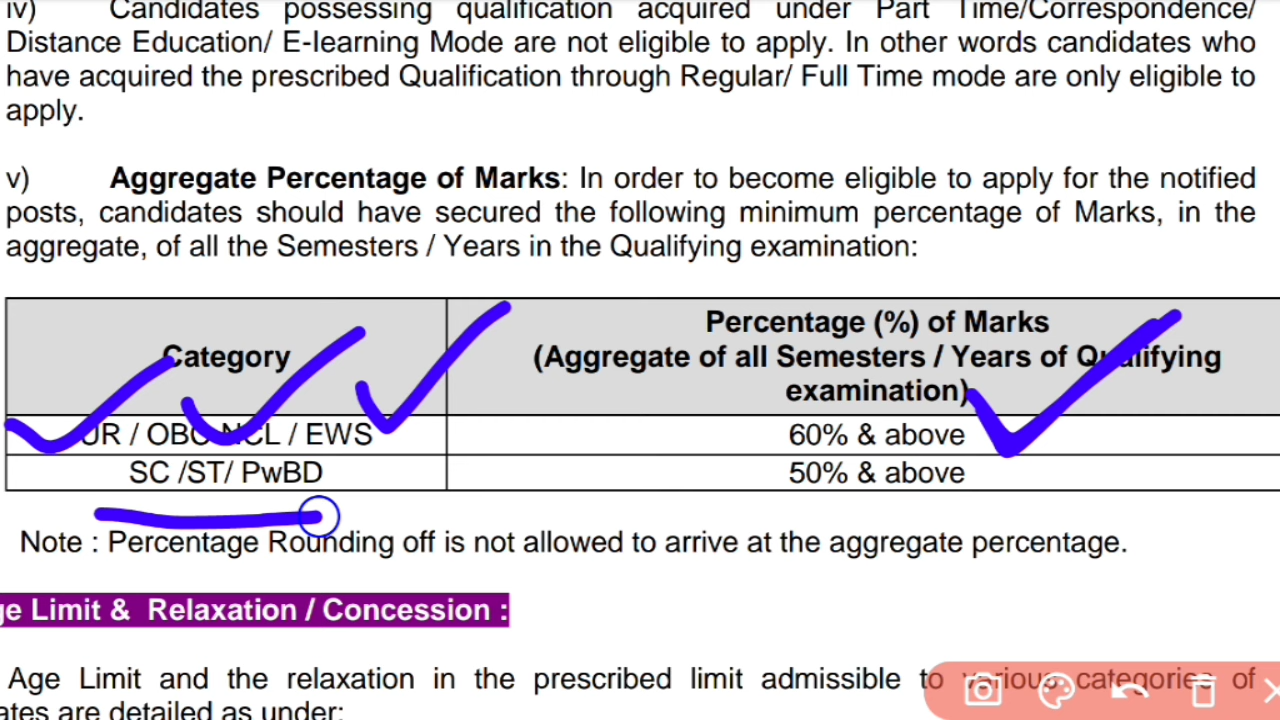 iv) Candidates possessing qualification acquired under Part Time/Correspondence/
Distance Education/ E-learning Mode are not eligible to apply. In other words candidates who
have acquired the prescribed Qualification through Regular/ Full Time mode are only eligible to
apply.
v) Aggregate Percentage of Marks: In order to become eligible to apply for the notified
posts, candidates should have secured the following minimum percentage of Marks, in the
aggregate, of all the Semesters / Years in the Qualifying examination:
Category
Percentage (%) of Marks
(Aggregate of all Semesters / Years of Qualifying
examination)
UR / OBC NCL / EWS
60% & above
SC /ST/ PwBD
50% & above
Note : Percentage Rounding off is not allowed to arrive at the aggregate percentage.
ge Limit & Relaxation / Concession :
Age Limit and the relaxation in the prescribed limit admissible to various categories of
ates are detailed as under: